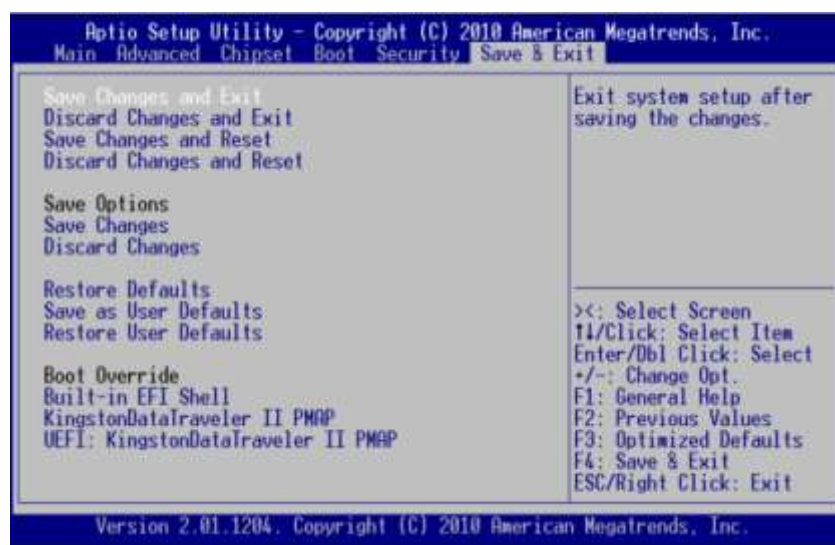 Aptio Setup Utility - Copyright (C) 2010 American Megatrends, Inc.
Main Advanced Chipset Boot Security Save & Exit
Save Changes and Exit
Discard Changes and Exit
Save Changes and Reset
Discard Changes and Reset
Save Options
Save Changes
Discard Changes
Restore Defaults
Save as User Defaults
Restore User Defaults
Boot Override
Built-in EFI Shell
KingstonDataTraveler II PMAP
UEFI: KingstonDataTraveler II PMAP
Exit system setup after
saving the changes.
><: Select Screen
↑↓/Click: Select Item
Enter/Dbl Click: Select
+/-: Change Opt.
F1: General Help
F2: Previous Values
F3: Optimized Defaults
F4: Save & Exit
ESC/Right Click: Exit
Version 2.01.1204. Copyright (C) 2010 American Megatrends, Inc.